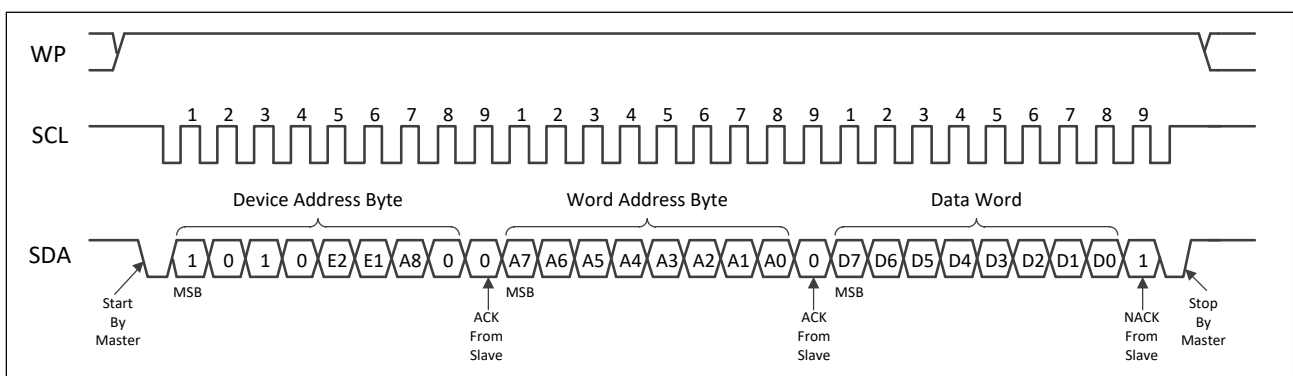 WP
1 2 3 4 5 6 7 8 9 1 2 3 4 5 6 7 8 9 1 2 3 4 5 6 7 8 9
SCL
Device Address Byte Word Address Byte Data Word
SDA 1 0 1 0 E2 E1 A8 0 0 A7 A6 A5 A4 A3 A2 A1 A0 0 D7 D6 D5 D4 D3 D2 D1 D0 1
MSB MSB MSB
Start
By
Master
ACK
From
Slave
ACK
From
Slave
NACK
From
Slave
Stop
By
Master